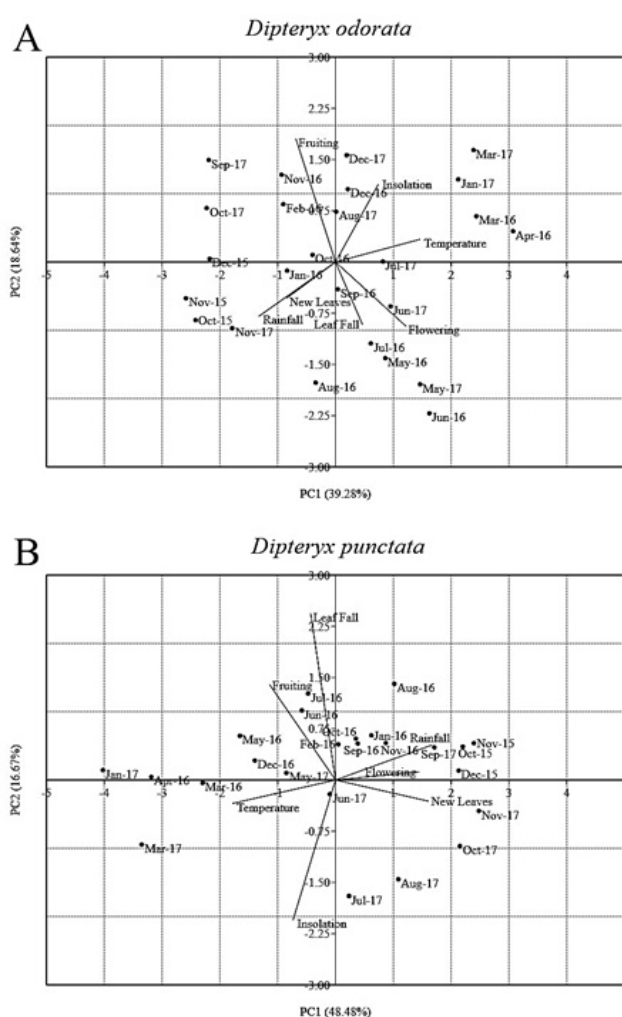 A
Dipteryx odorata
3.00
2.25
Fruiting
1.50
Dec-17
Mar-17
Sep-17
Nov-16
Insolation
Jan-17
Dec-16
Oct-17
Feb-16
0.75
Aug-17
Mar-16
Apr-16
Temperature
Dec-15
Oct-16
Jul-17
-5
-4
-3
-2
-1
1
2
3
4
Jan-16
Sep-16
Nov-15
New Leaves
Jun-17
Oct-15
Rainfall
-0.75
Nov-17
Leaf Fall
Flowering
Jul-16
-1.50
May-16
Aug-16
May-17
-2.25
Jun-16
-3.00
PC2 (18.64%)
PC1 (39.28%)
B
Dipteryx punctata
3.00
Leaf Fall
2.25
1.50
Aug-16
Fruiting
Jul-16
Jun-16
0.75
May-16
Oct-16
Jan-16
Rainfall
Feb-16
Sep-16
Nov-16
Sep-17
Oct-15
Nov-15
Dec-16
Jan-17
Apr-16
Mar-16
May-17
Flowering
Dec-15
-5
-4
-3
-2
-1
1
2
3
4
Temperature
Jun-17
New Leaves
Nov-17
-0.75
Mar-17
Oct-17
-1.50
Aug-17
Jul-17
Insolation
-2.25
-3.00
PC2 (16.67%)
PC1 (48.48%)